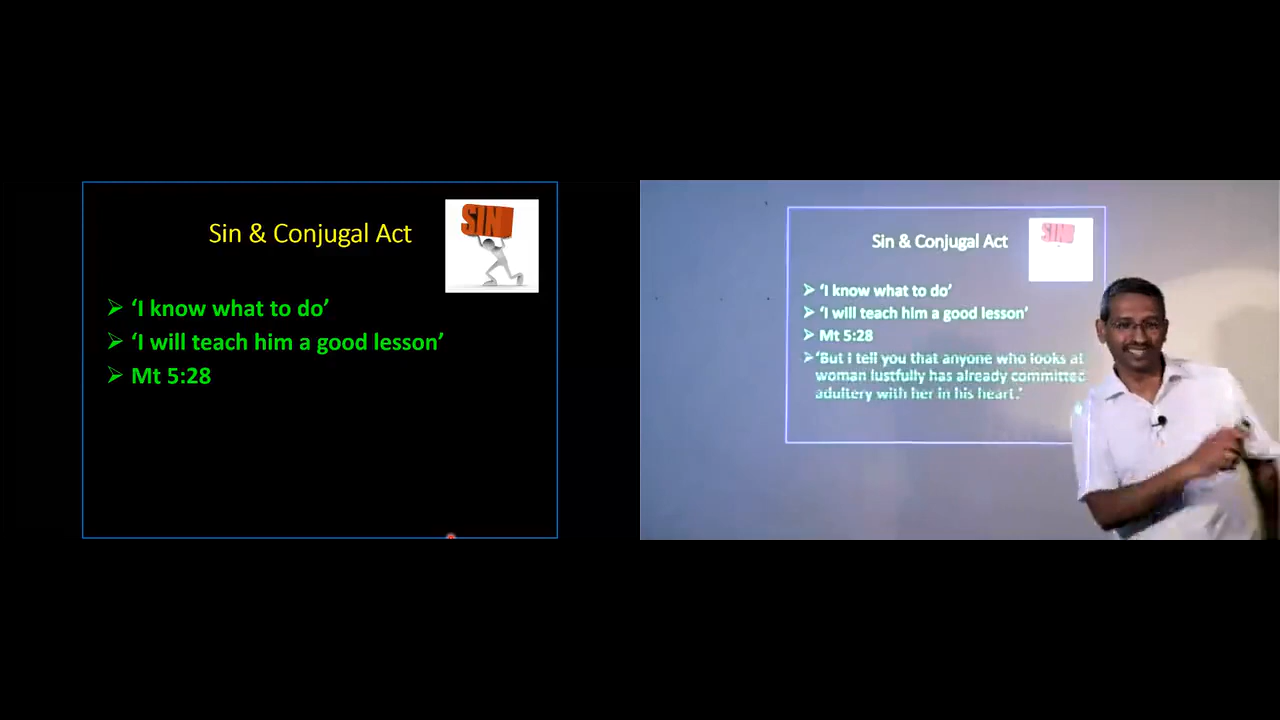 Sin & Conjugal Act
SIN
‘I know what to do’
‘I will teach him a good lesson’
Mt 5:28
Sin & Conjugal Act
SIN
‘I know what to do’
‘I will teach him a good lesson’
Mt 5:28
‘But I tell you that anyone who looks at
woman lustfully has already committed
adultery with her in his heart.’